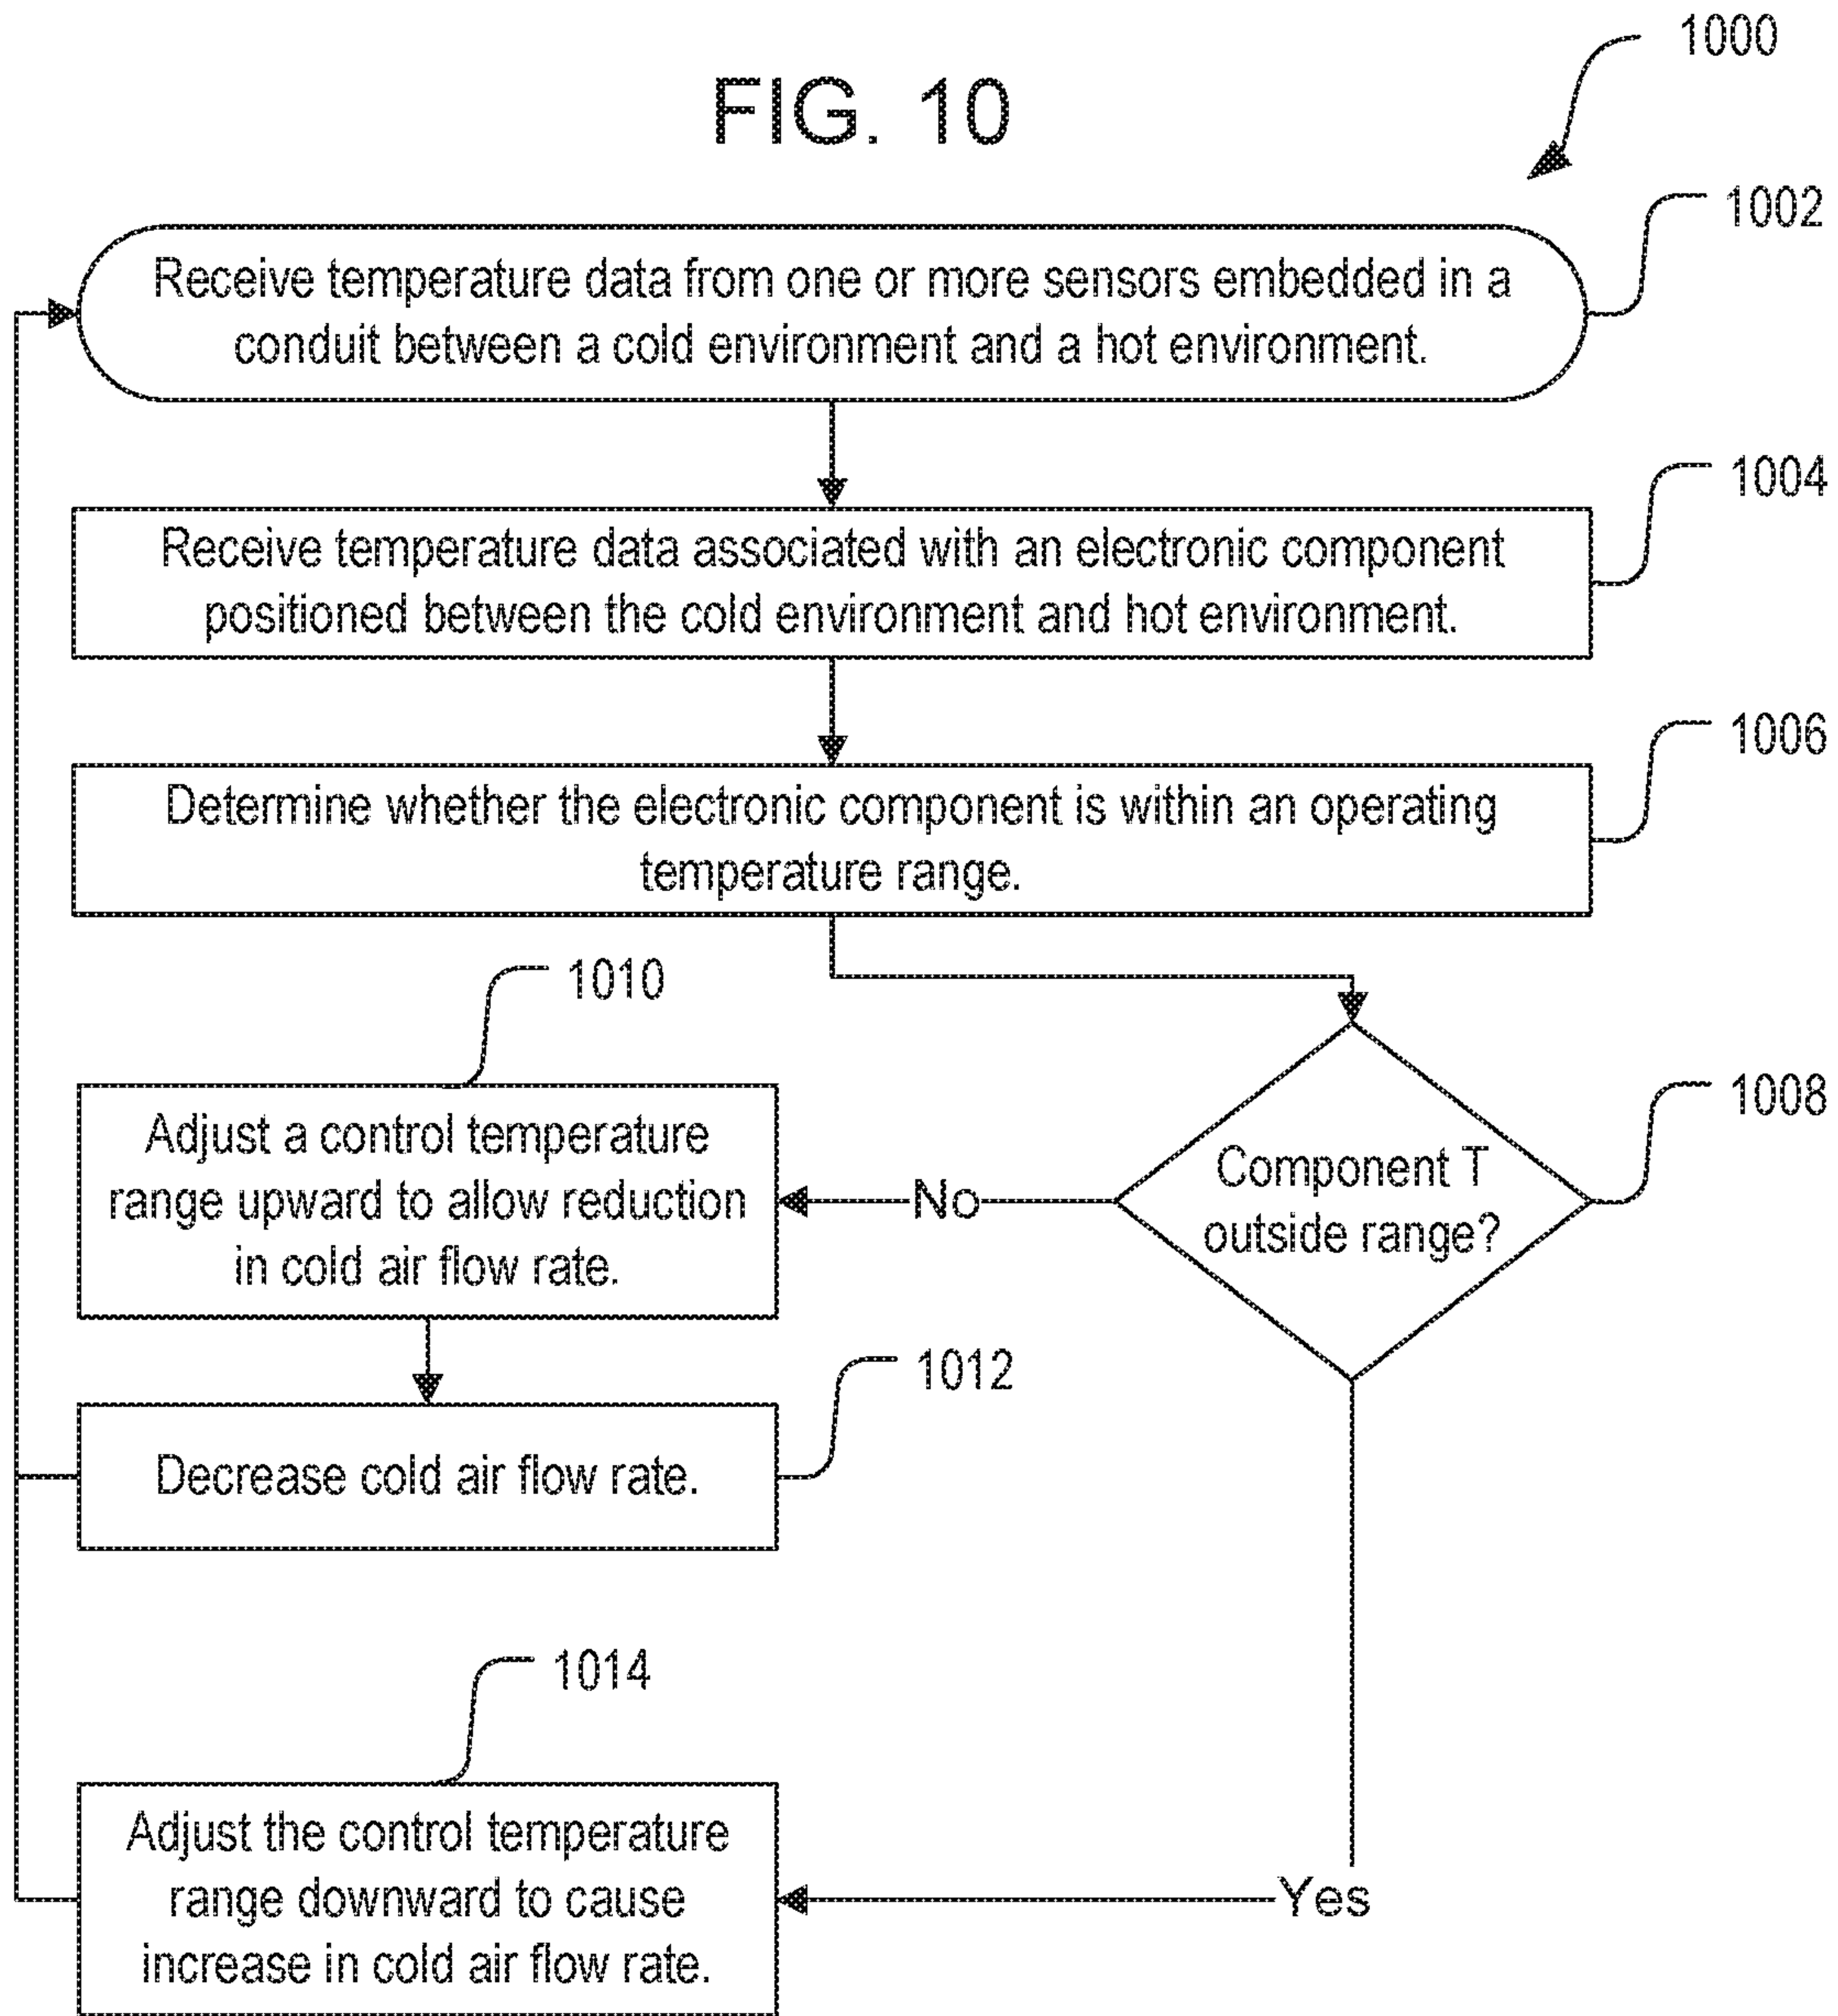 1000
FIG. 10
1002
Receive temperature data from one or more sensors embedded in a
conduit between a cold environment and a hot environment.
1004
Receive temperature data associated with an electronic component
positioned between the cold environment and hot environment.
1006
Determine whether the electronic component is within an operating
temperature range.
1010
1008
Adjust a control temperature
range upward to allow reduction
in cold air flow rate.
No
Component T
outside range?
1012
Decrease cold air flow rate.
1014
Adjust the control temperature
range downward to cause
increase in cold air flow rate.
Yes